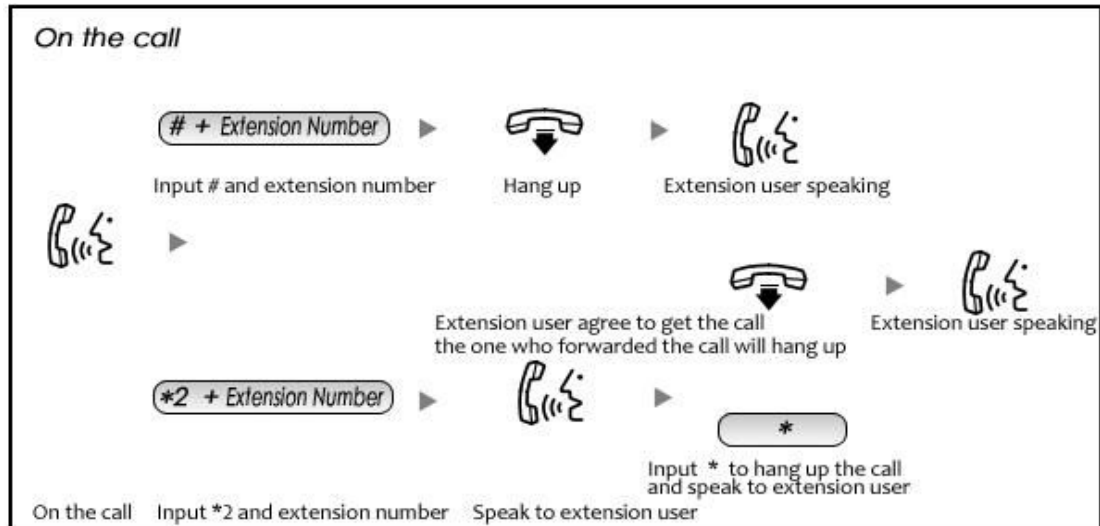 On the call
# + Extension Number
Input # and extension number
Hang up
Extension user speaking
Extension user agree to get the call
the one who forwarded the call will hang up
Extension user speaking
*2 + Extension Number
*
Input * to hang up the call
and speak to extension user
On the call
Input *2 and extension number
Speak to extension user